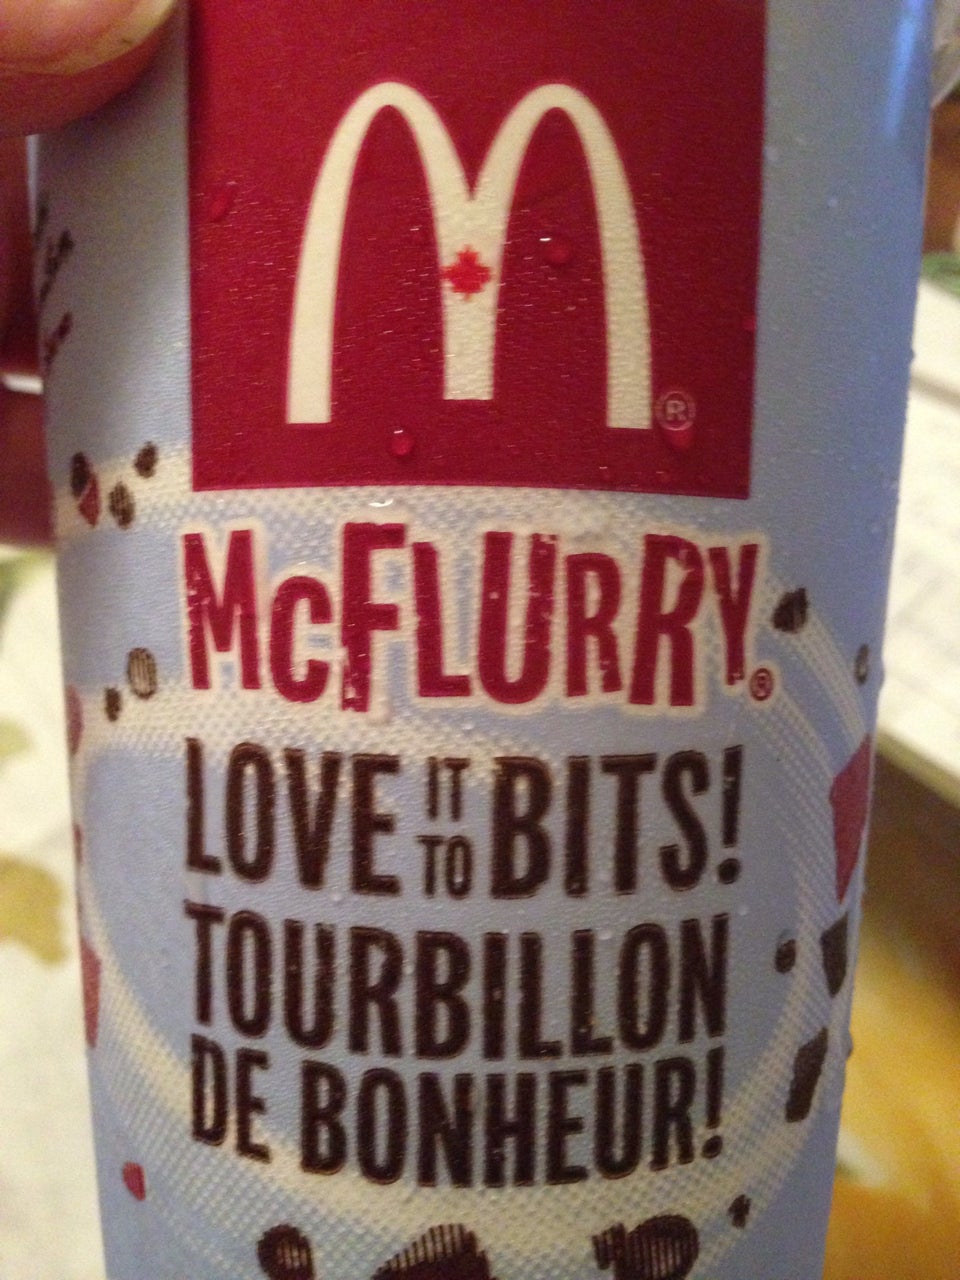 ®
McFLURRY®
LOVE IT TO BITS!
TOURBILLON
DE BONHEUR!